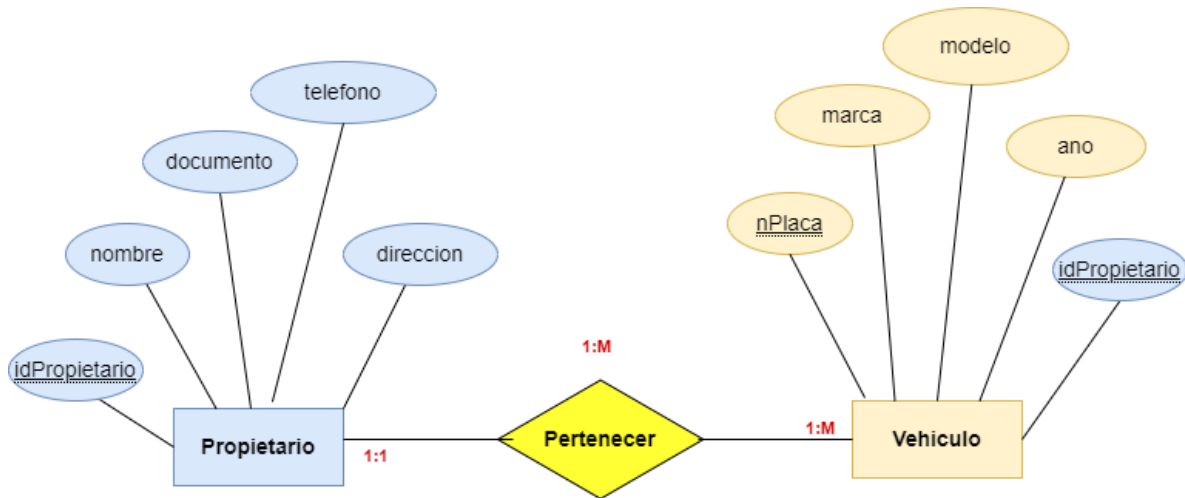 modelo
telefono
marca
documento
ano
nPlaca
nombre
direccion
idPropietario
1:M
idPropietario
Propietario
1:1
Pertenecer
1:M
Vehiculo